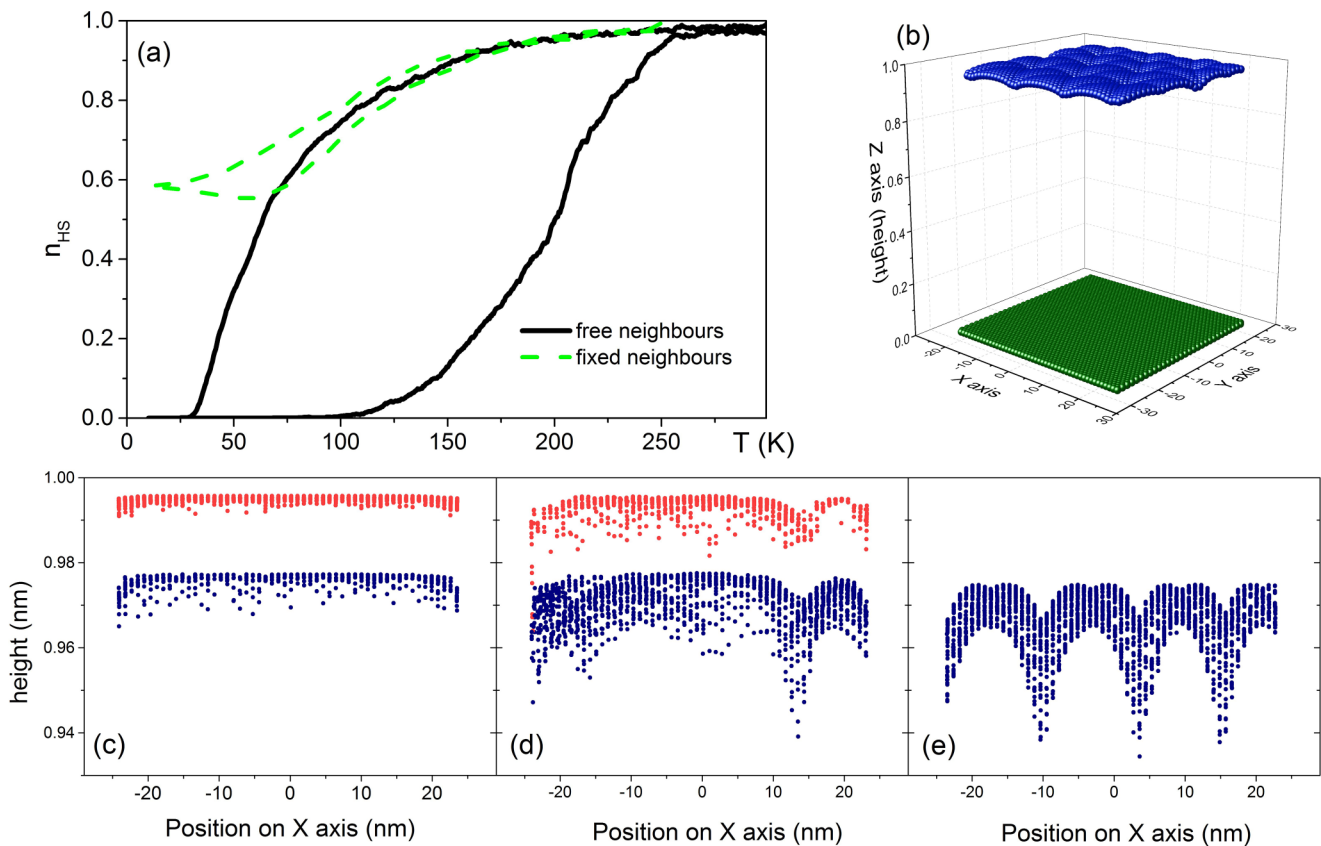 (a)
1.0
0.8
0.6
0.4
0.2
0.0
n_HS
free neighbours
fixed neighbours
0 50 100 150 200 250 T (K)
(b)
1.0
0.8
0.6
0.4
0.2
0.0
Z axis (height)
-20 -10 0 10 20 30
X axis
-30 -20 -10 0 10 20 30
Y axis
1.00
0.98
0.96
0.94
height (nm)
(c)
(d)
(e)
-20 -10 0 10 20
-20 -10 0 10 20
-20 -10 0 10 20
Position on X axis (nm)
Position on X axis (nm)
Position on X axis (nm)